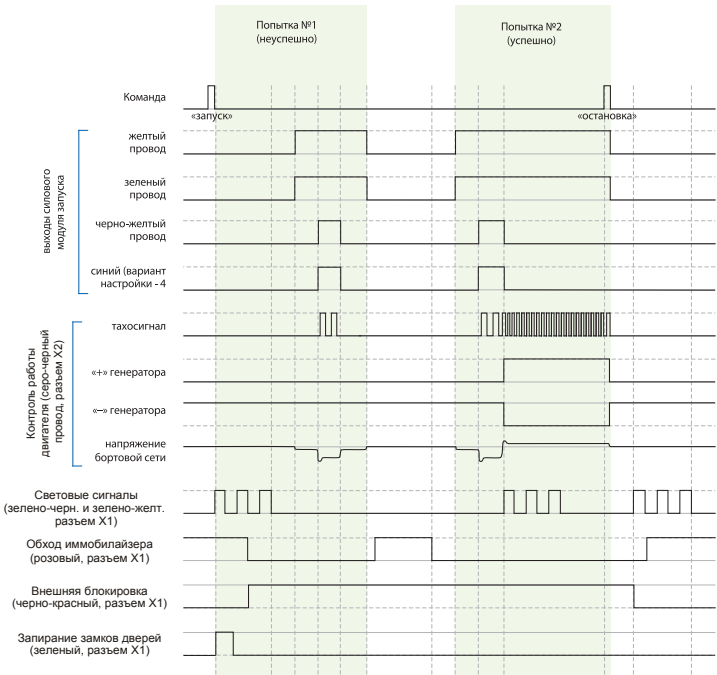 Попытка №1
(неуспешно)
Попытка №2
(успешно)
Команда
«запуск»
«остановка»
выходы силового
модуля запуска
желтый
провод
зеленый
провод
черно-желтый
провод
синий (вариант
настройки - 4
Контроль работы
двигателя (серо-черный
провод, разъем X2)
тахосигнал
«+» генератора
«–» генератора
напряжение
бортовой сети
Световые сигналы
(зелено-черн. и зелено-желт.
разъем X1)
Обход иммобилайзера
(розовый, разъем X1)
Внешняя блокировка
(черно-красный, разъем X1)
Запирание замков дверей
(зеленый, разъем X1)